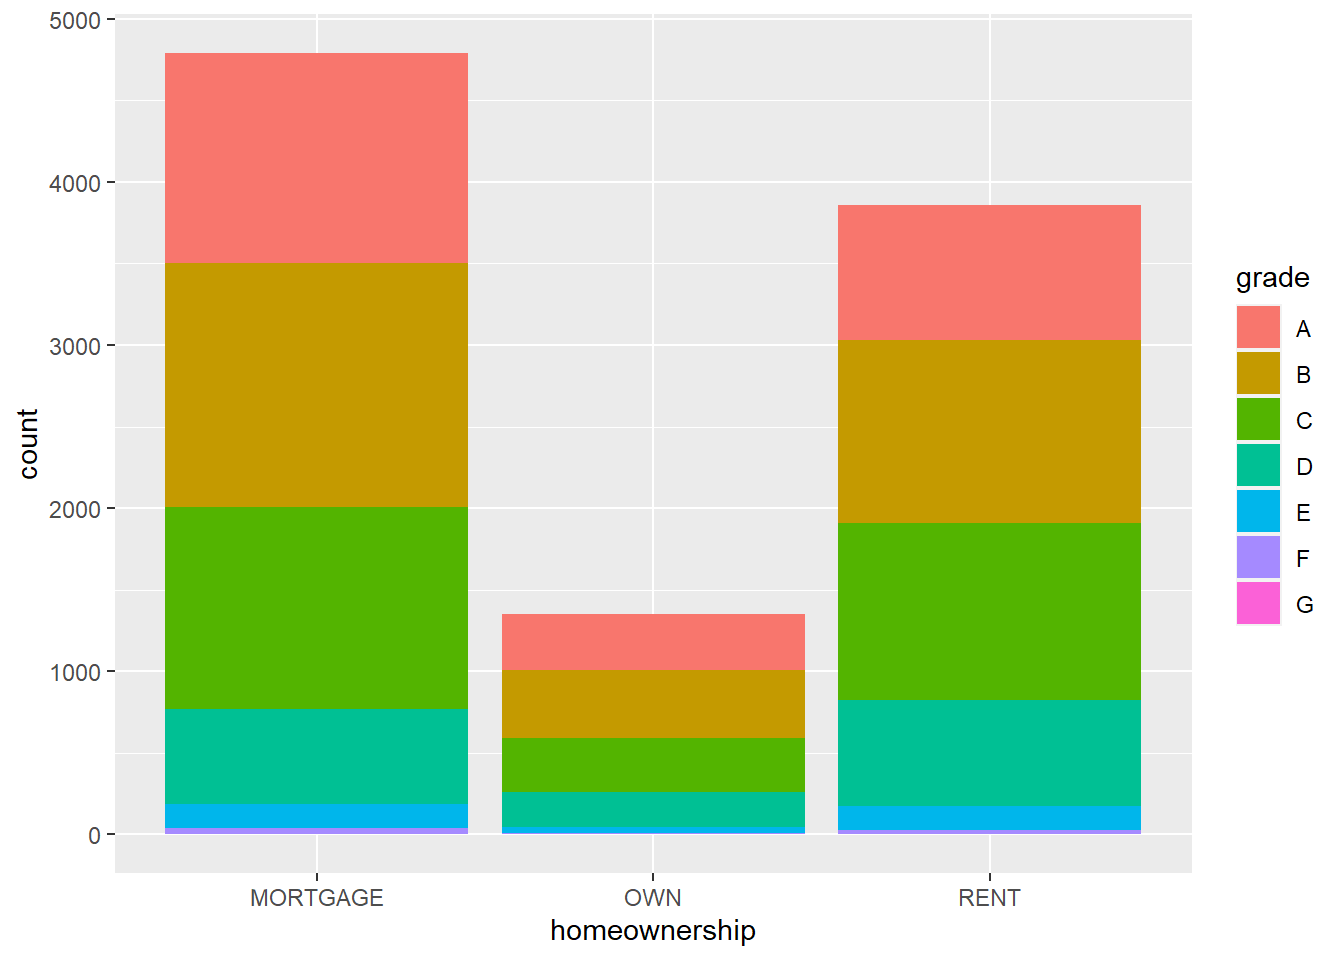 5000
4000
3000
2000
1000
0
count
MORTGAGE
OWN
RENT
homeownership
grade
A
B
C
D
E
F
G